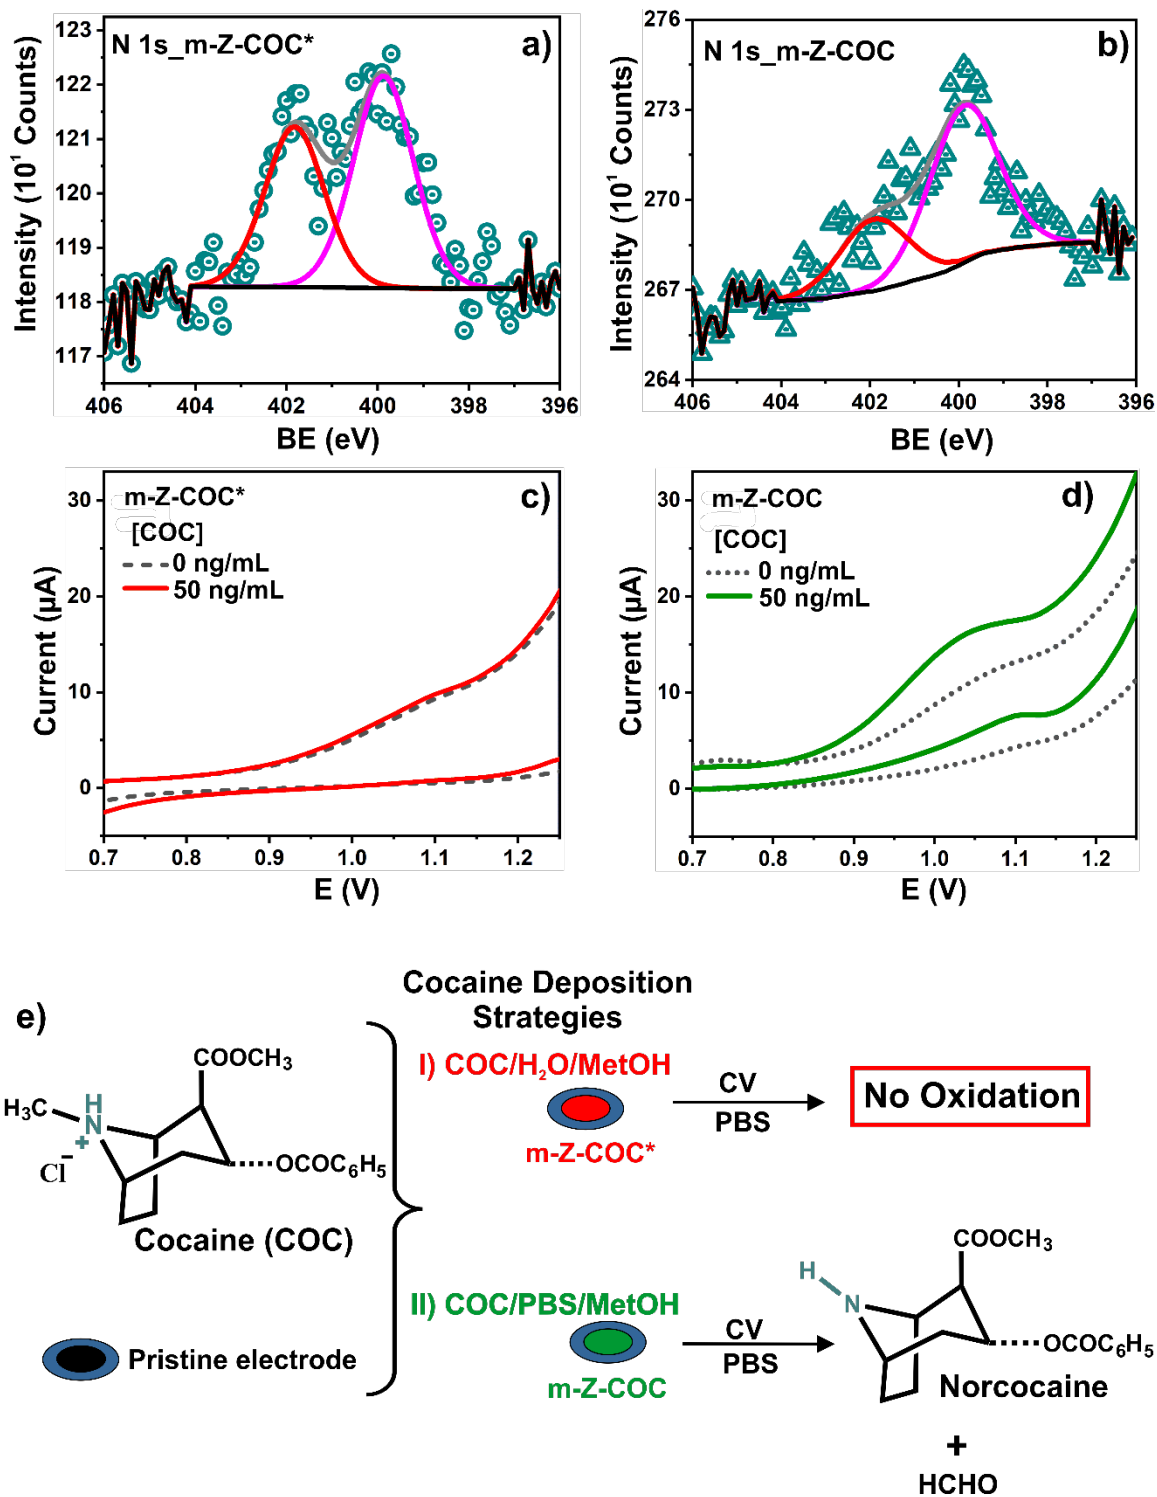 N 1s_m-Z-COC*
a)
Intensity (10¹ Counts)
123
122
121
120
119
118
117
406
404
402
400
398
396
BE (eV)
N 1s_m-Z-COC
b)
Intensity (10¹ Counts)
276
273
270
267
264
406
404
402
400
398
396
BE (eV)
m-Z-COC*
c)
[COC]
0 ng/mL
50 ng/mL
Current (µA)
30
20
10
0
0.7
0.8
0.9
1.0
1.1
1.2
E (V)
m-Z-COC
d)
[COC]
0 ng/mL
50 ng/mL
Current (µA)
30
20
10
0
0.7
0.8
0.9
1.0
1.1
1.2
E (V)
e)
Cocaine Deposition
Strategies
COOCH₃
H₃C
H
N
+
Cl⁻
OCOC₆H₅
Cocaine (COC)
Pristine electrode
I) COC/H₂O/MetOH
m-Z-COC*
CV
PBS
No Oxidation
II) COC/PBS/MetOH
m-Z-COC
CV
PBS
COOCH₃
H
N
OCOC₆H₅
Norcocaine
+
HCHO